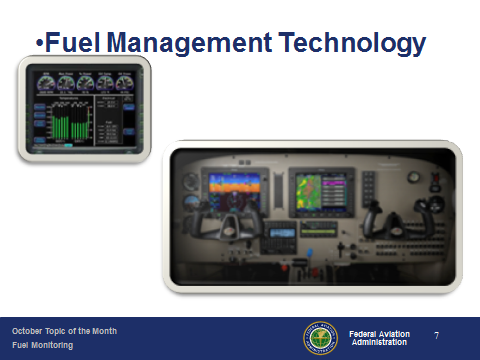 •Fuel Management Technology
October Topic of the Month
Fuel Monitoring
Federal Aviation
Administration
7